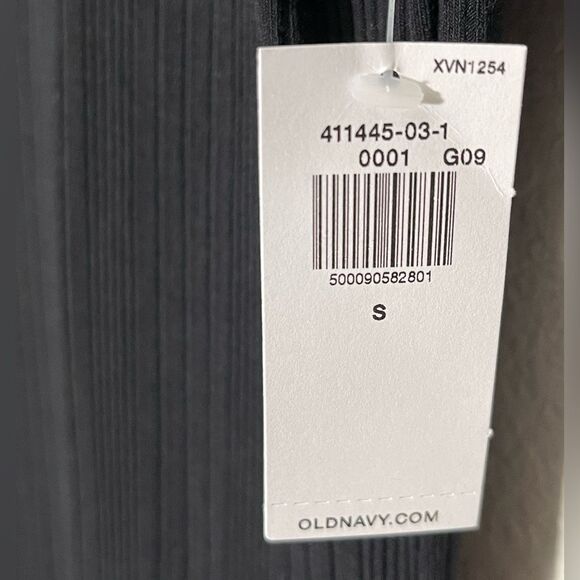 XVN1254
411445-03-1
0001 G09
500090582801
S
OLDNAVY.COM